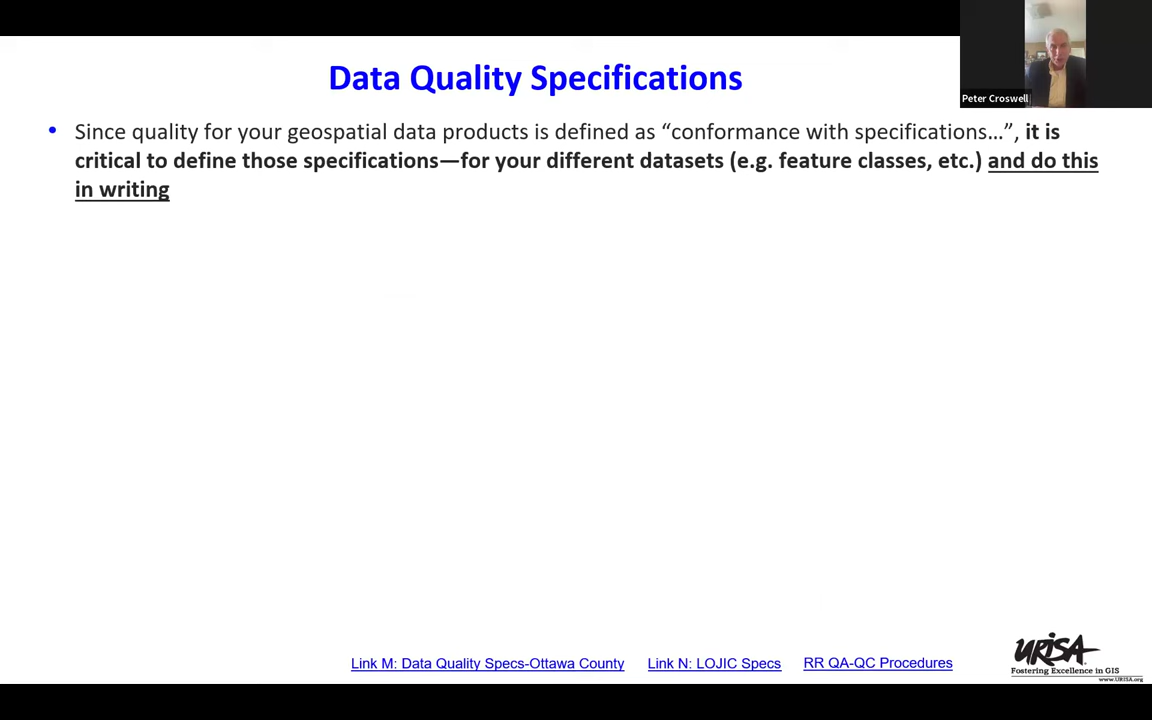 Peter Croswell
Data Quality Specifications
• Since quality for your geospatial data products is defined as “conformance with specifications…”, it is
critical to define those specifications—for your different datasets (e.g. feature classes, etc.) and do this
in writing
Link M: Data Quality Specs-Ottawa County
Link N: LOJIC Specs
RR QA-QC Procedures
URISA
Fostering Excellence in GIS
www.URISA.org